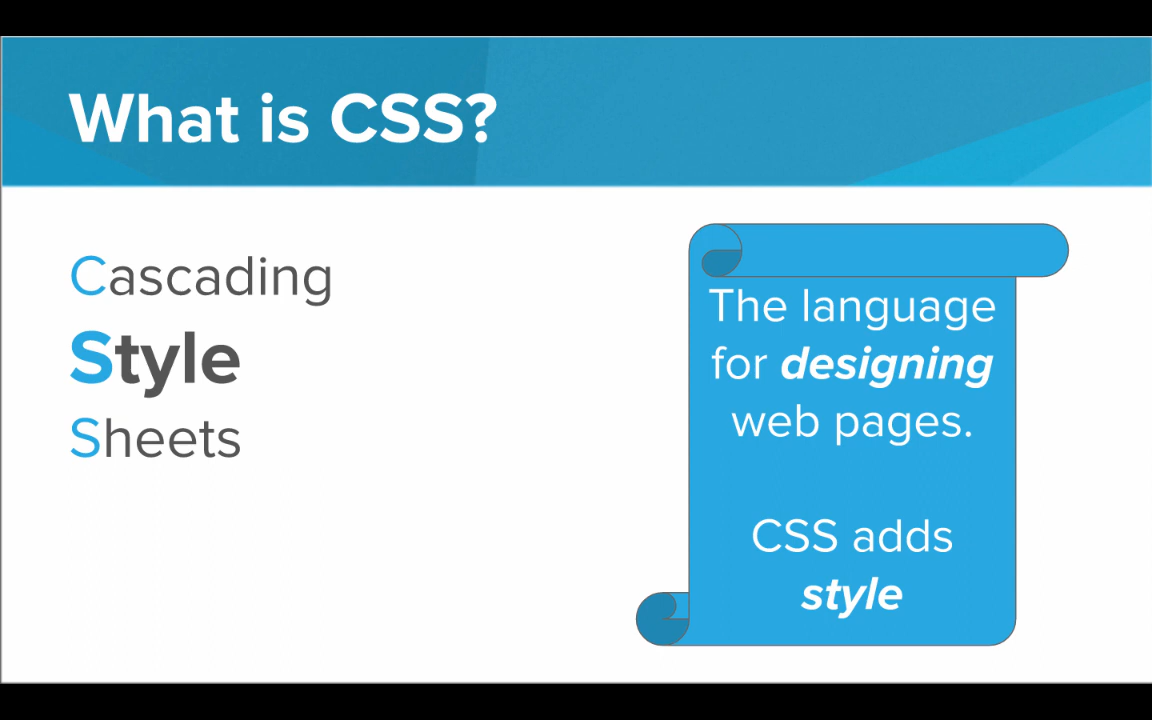 What is CSS?
Cascading
Style
Sheets
The language
for designing
web pages.
CSS adds
style